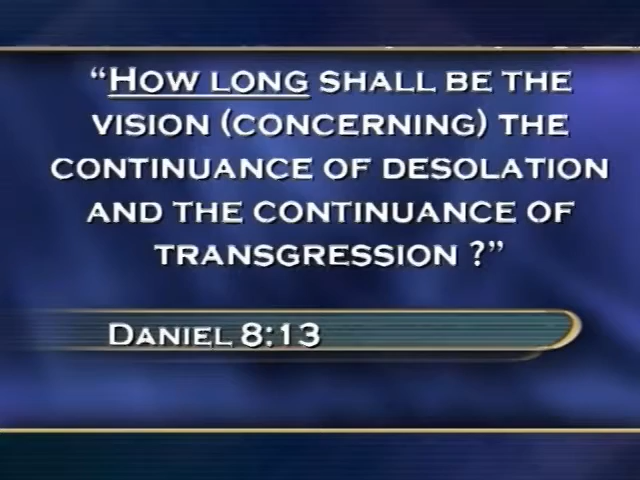 “How long shall be the
vision (concerning) the
continuance of desolation
and the continuance of
transgression ?”
Daniel 8:13